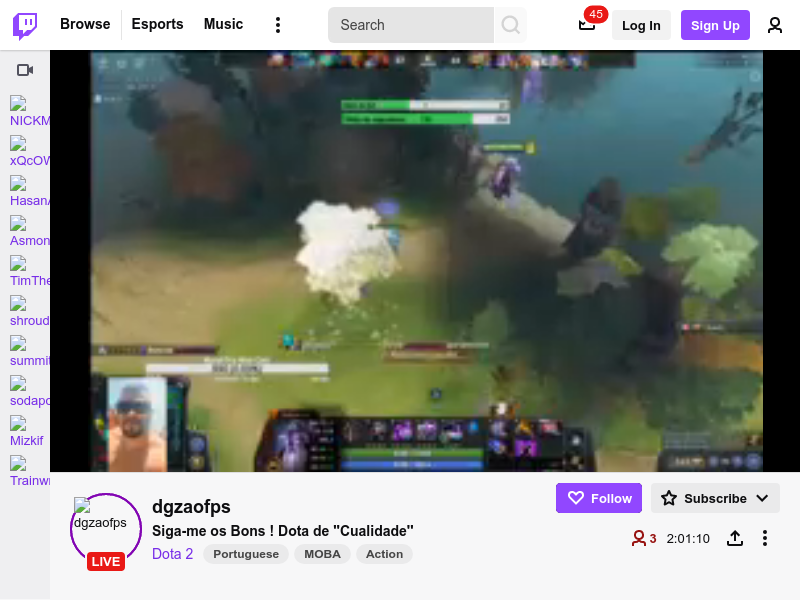 Browse
Esports
Music
Search
45
Log In
Sign Up
NICKM
xQcOW
HasanA
Asmon
TimThe
shroud
summit
sodapo
Mizkif
Trainw
dgzaofps
LIVE
dgzaofps
Siga-me os Bons ! Dota de "Cualidade"
Dota 2
Portuguese
MOBA
Action
Follow
Subscribe
3
2:01:10